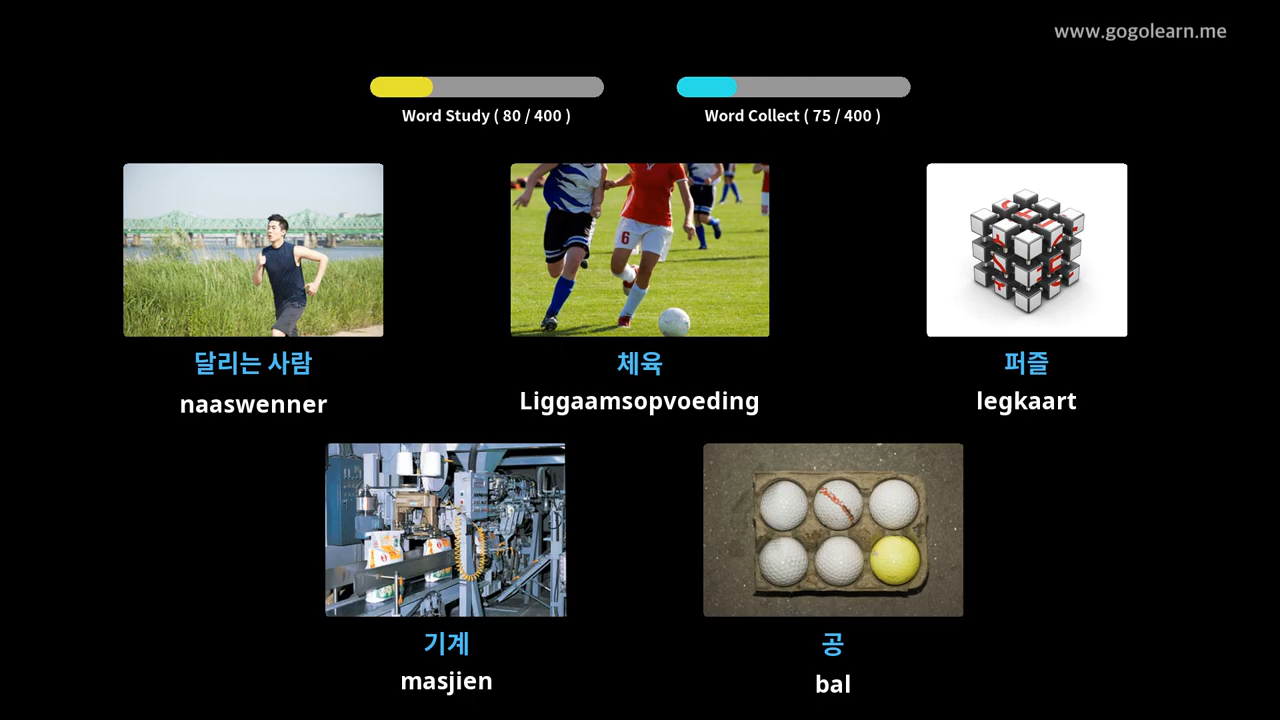 www.gogolearn.me
Word Study ( 80 / 400 )
Word Collect ( 75 / 400 )
달리는 사람
naaswenner
체육
Liggaamsopvoeding
퍼즐
legkaart
기계
masjien
공
bal